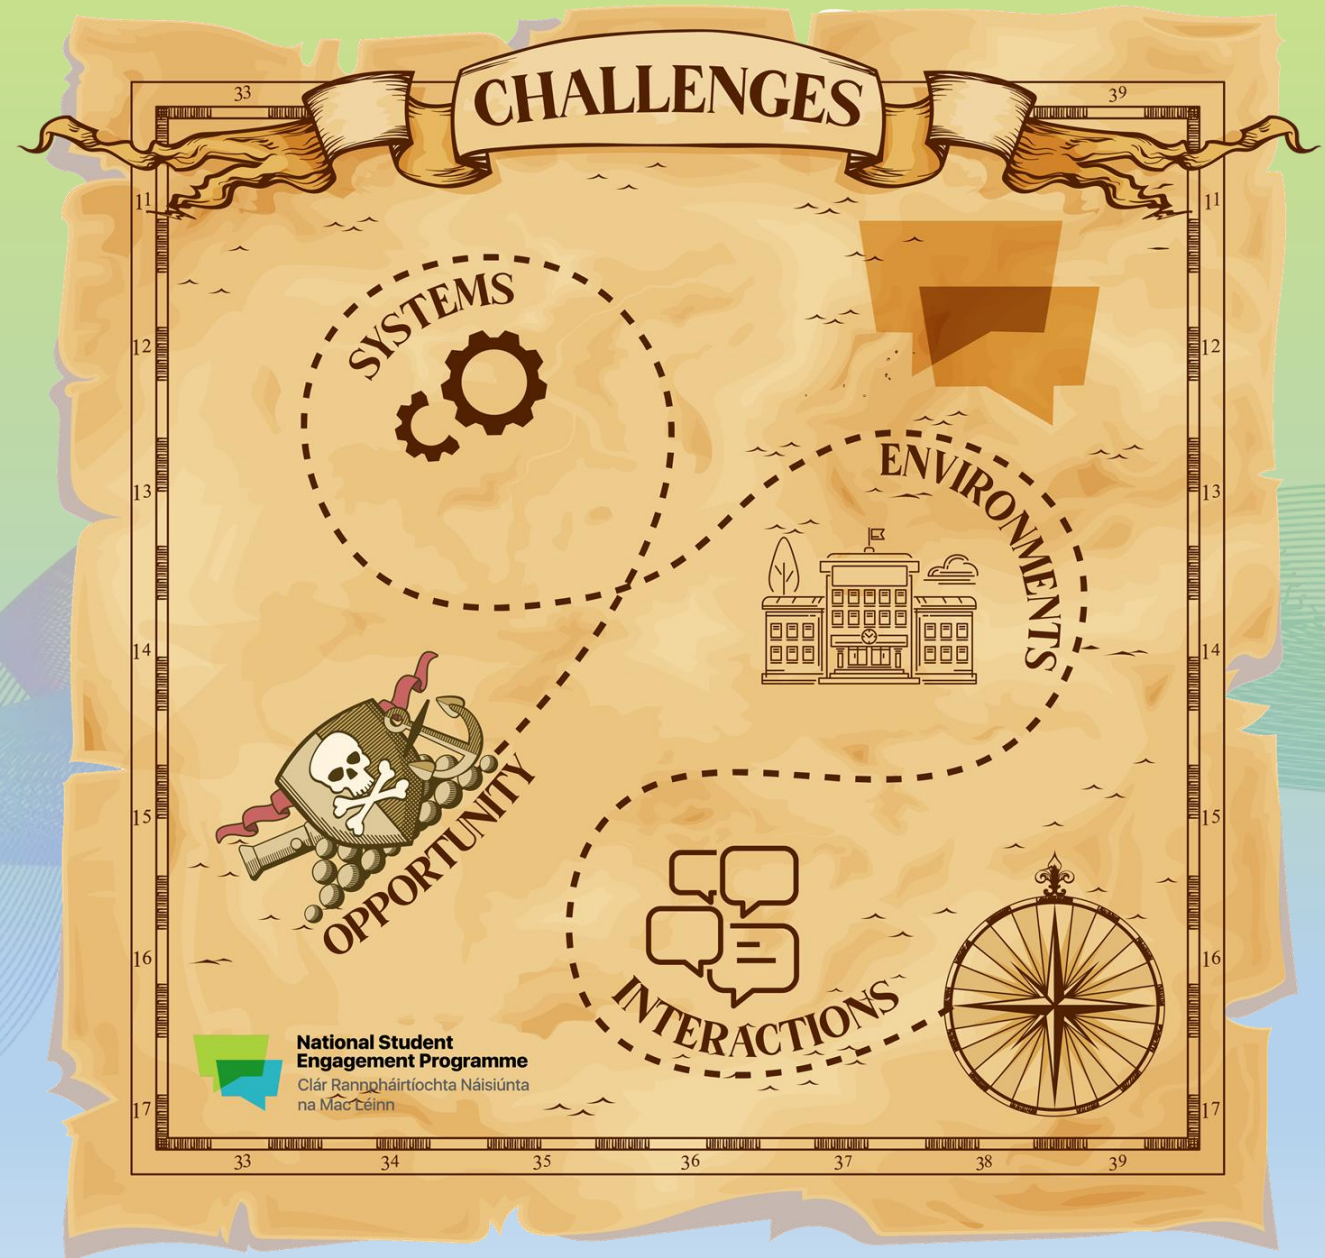 CHALLENGES
33 39
11 11
SYSTEMS
12 12
ENVIRONMENTS
13 13
14 14
OPPORTUNITY
15 15
INTERACTIONS
16 16
National Student
Engagement Programme
Clár Rannpháirtíochta Náisiúnta
na Mac Léinn
17 17
33 34 35 36 37 38 39